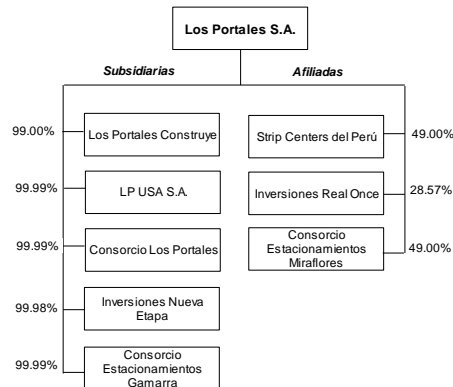 Los Portales S.A.
Subsidiarias
Afiliadas
99.00%
Los Portales Construye
99.99%
LP USA S.A.
99.99%
Consorcio Los Portales
99.98%
Inversiones Nueva
Etapa
99.99%
Consorcio
Estacionamientos
Gamarra
Strip Centers del Perú
49.00%
Inversiones Real Once
28.57%
Consorcio
Estacionamientos
Miraflores
49.00%